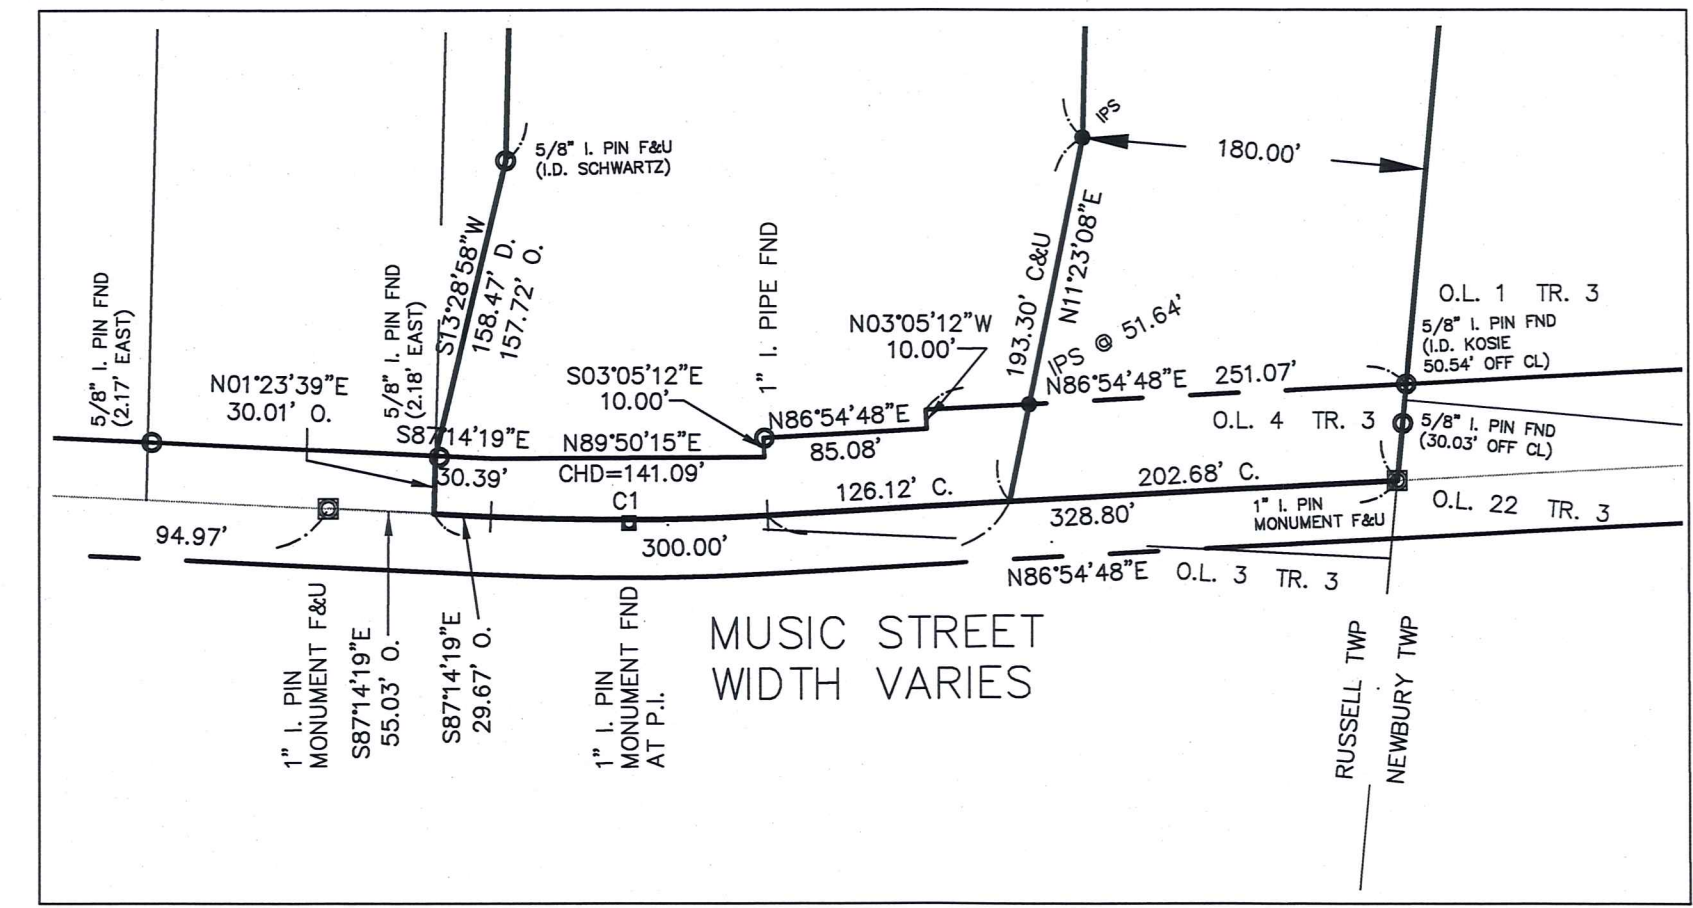 IPS
180.00'
5/8" I. PIN F&U
(I.D. SCHWARTZ)
S13°28'58"W
158.47' D.
157.72' O.
193.30' C&U
N11°23'08"E
IPS @ 51.64'
5/8" I. PIN FND
(2.17' EAST)
5/8" I. PIN FND
(2.18' EAST)
1" I. PIPE FND
N03°05'12"W
10.00'
O.L. 1 TR. 3
5/8" I. PIN FND
(I.D. KOSIE
50.54' OFF CL)
N01°23'39"E
30.01' O.
S03°05'12"E
10.00'
N86°54'48"E
251.07'
N86°54'48"E
85.08'
O.L. 4 TR. 3
5/8" I. PIN FND
(30.03' OFF CL)
S87°14'19"E
30.39'
N89°50'15"E
CHD=141.09'
C1
126.12' C.
202.68' C.
328.80'
1" I. PIN
MONUMENT F&U
O.L. 22 TR. 3
94.97'
300.00'
N86°54'48"E
O.L. 3 TR. 3
1" I. PIN
MONUMENT F&U
S87°14'19"E
55.03' O.
S87°14'19"E
29.67' O.
1" I. PIN
MONUMENT FND
AT P.I.
MUSIC STREET
WIDTH VARIES
RUSSELL TWP
NEWBURY TWP